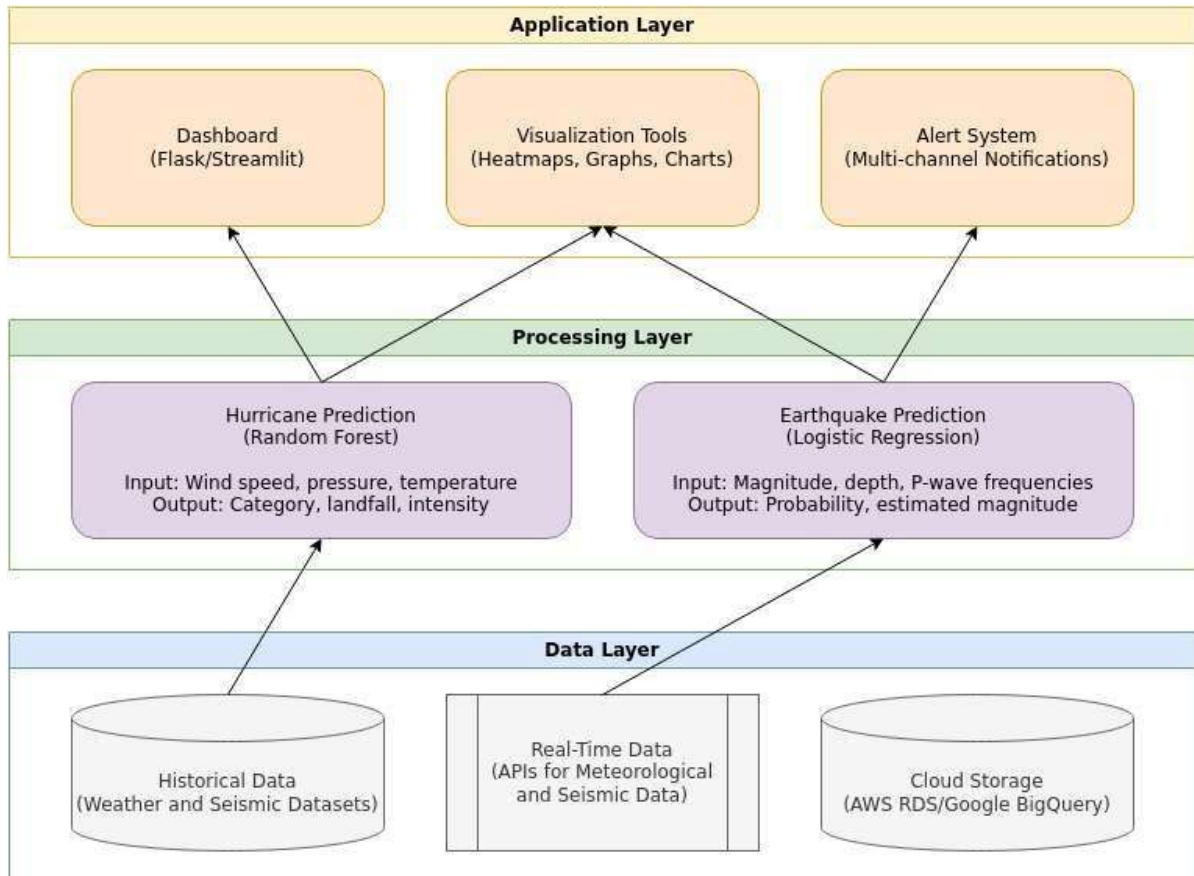 Application Layer
Dashboard
(Flask/Streamlit)
Visualization Tools
(Heatmaps, Graphs, Charts)
Alert System
(Multi-channel Notifications)
Processing Layer
Hurricane Prediction
(Random Forest)
Input: Wind speed, pressure, temperature
Output: Category, landfall, intensity
Earthquake Prediction
(Logistic Regression)
Input: Magnitude, depth, P-wave frequencies
Output: Probability, estimated magnitude
Data Layer
Historical Data
(Weather and Seismic Datasets)
Real-Time Data
(APIs for Meteorological
and Seismic Data)
Cloud Storage
(AWS RDS/Google BigQuery)